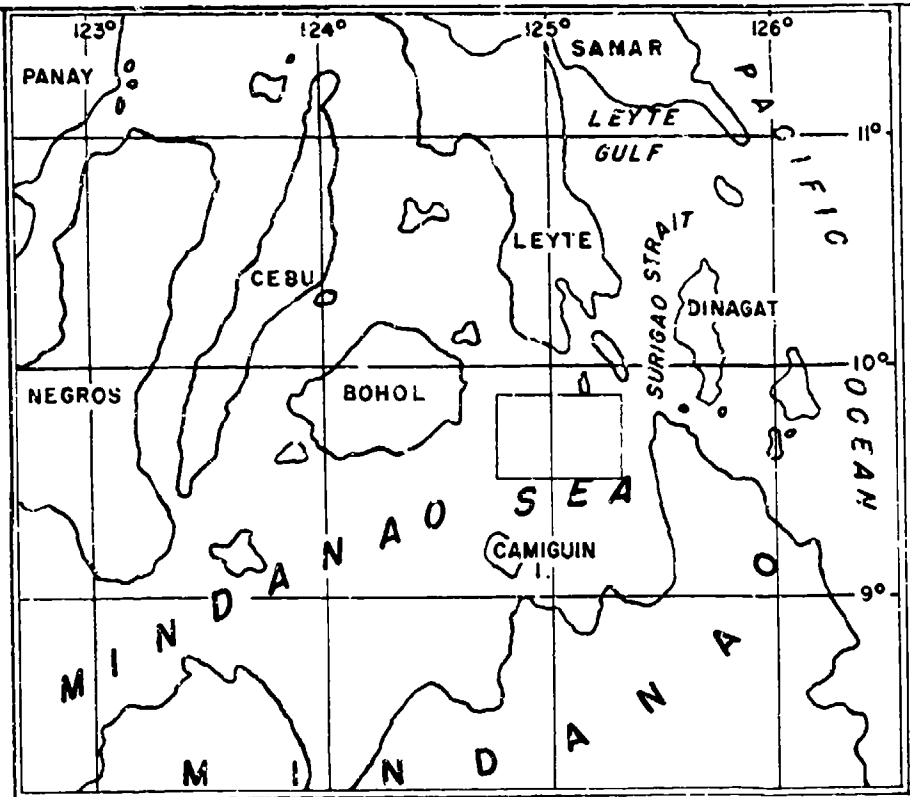 123° 124° 125° 126°
SAMAR
PANAY
PACIFIC
LEYTE
11°
GULF
LEYTE
SURIGAO STRAIT
CEBU
DINAGAT
10°
NEGROS
BOHOL
OCEAN
MINDANAO SEA
CAMIGUIN
I.
9°
MINDANAO